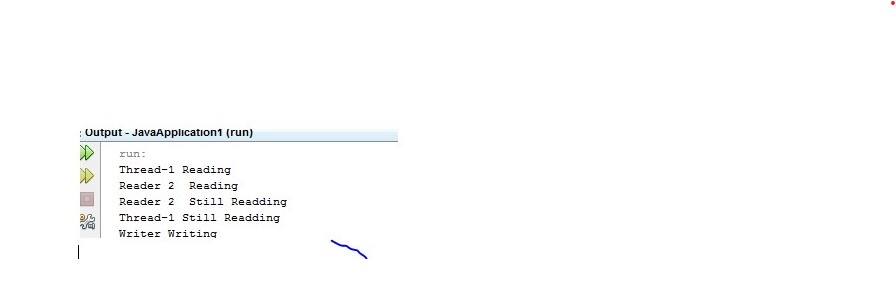 : Output - JavaApplication1 (run)
run:
Thread-1 Reading
Reader 2  Reading
Reader 2  Still Readding
Thread-1 Still Readding
Writer Writing